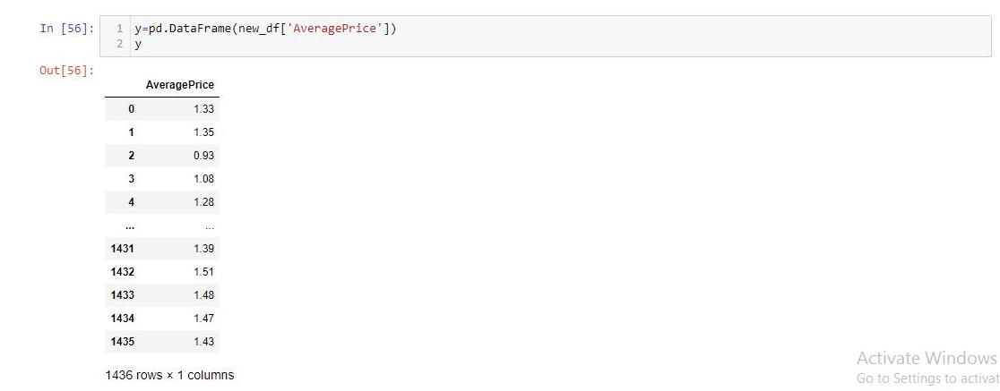 In [56]: 1 y=pd.DataFrame(new_df['AveragePrice'])
2 y
Out[56]:
AveragePrice
0 1.33
1 1.35
2 0.93
3 1.08
4 1.28
... ...
1431 1.39
1432 1.51
1433 1.48
1434 1.47
1435 1.43
1436 rows × 1 columns
Activate Windows
Go to Settings to activat